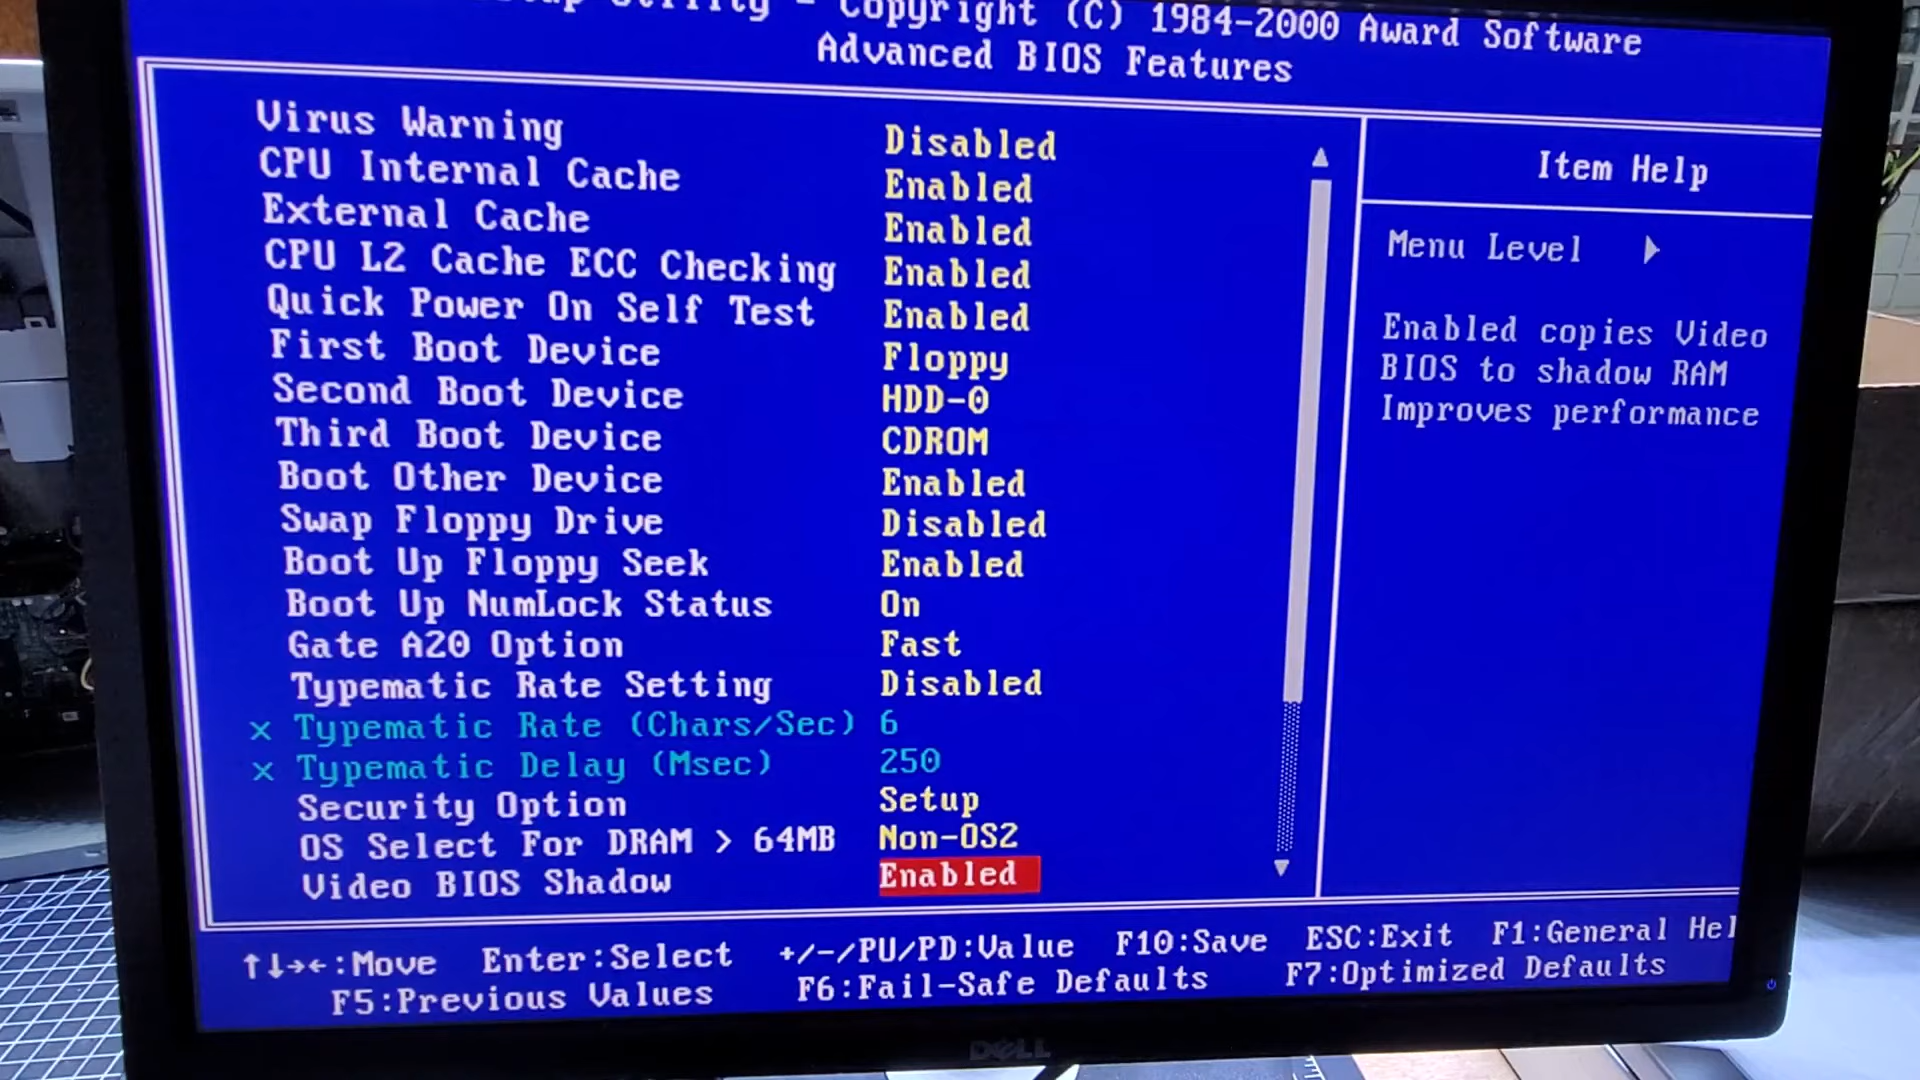 Utility - Copyright (C) 1984-2000 Award Software
Advanced BIOS Features
Virus Warning Disabled
CPU Internal Cache Enabled
External Cache Enabled
CPU L2 Cache ECC Checking Enabled
Quick Power On Self Test Enabled
First Boot Device Floppy
Second Boot Device HDD-0
Third Boot Device CDROM
Boot Other Device Enabled
Swap Floppy Drive Disabled
Boot Up Floppy Seek Enabled
Boot Up NumLock Status On
Gate A20 Option Fast
Typematic Rate Setting Disabled
x Typematic Rate (Chars/Sec) 6
x Typematic Delay (Msec) 250
Security Option Setup
OS Select For DRAM > 64MB Non-OS2
Video BIOS Shadow Enabled
Item Help
Menu Level ▶
Enabled copies Video
BIOS to shadow RAM
Improves performance
↑↓→←:Move Enter:Select +/-/PU/PD:Value F10:Save ESC:Exit F1:General Hel
F5:Previous Values F6:Fail-Safe Defaults F7:Optimized Defaults
DELL